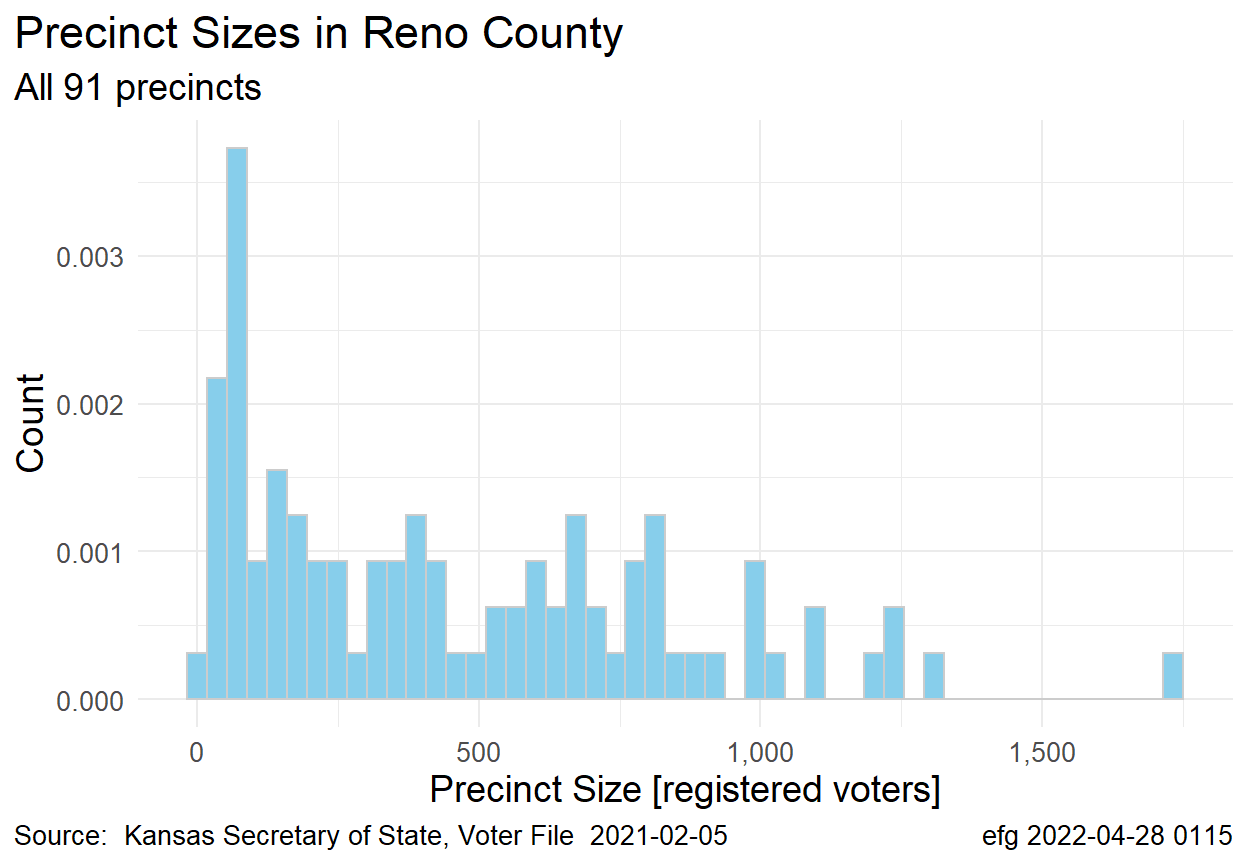 Precinct Sizes in Reno County
All 91 precincts
0.003
0.002
0.001
0.000
Count
0 500 1,000 1,500
Precinct Size [registered voters]
Source:  Kansas Secretary of State, Voter File  2021-02-05
efg 2022-04-28 0115